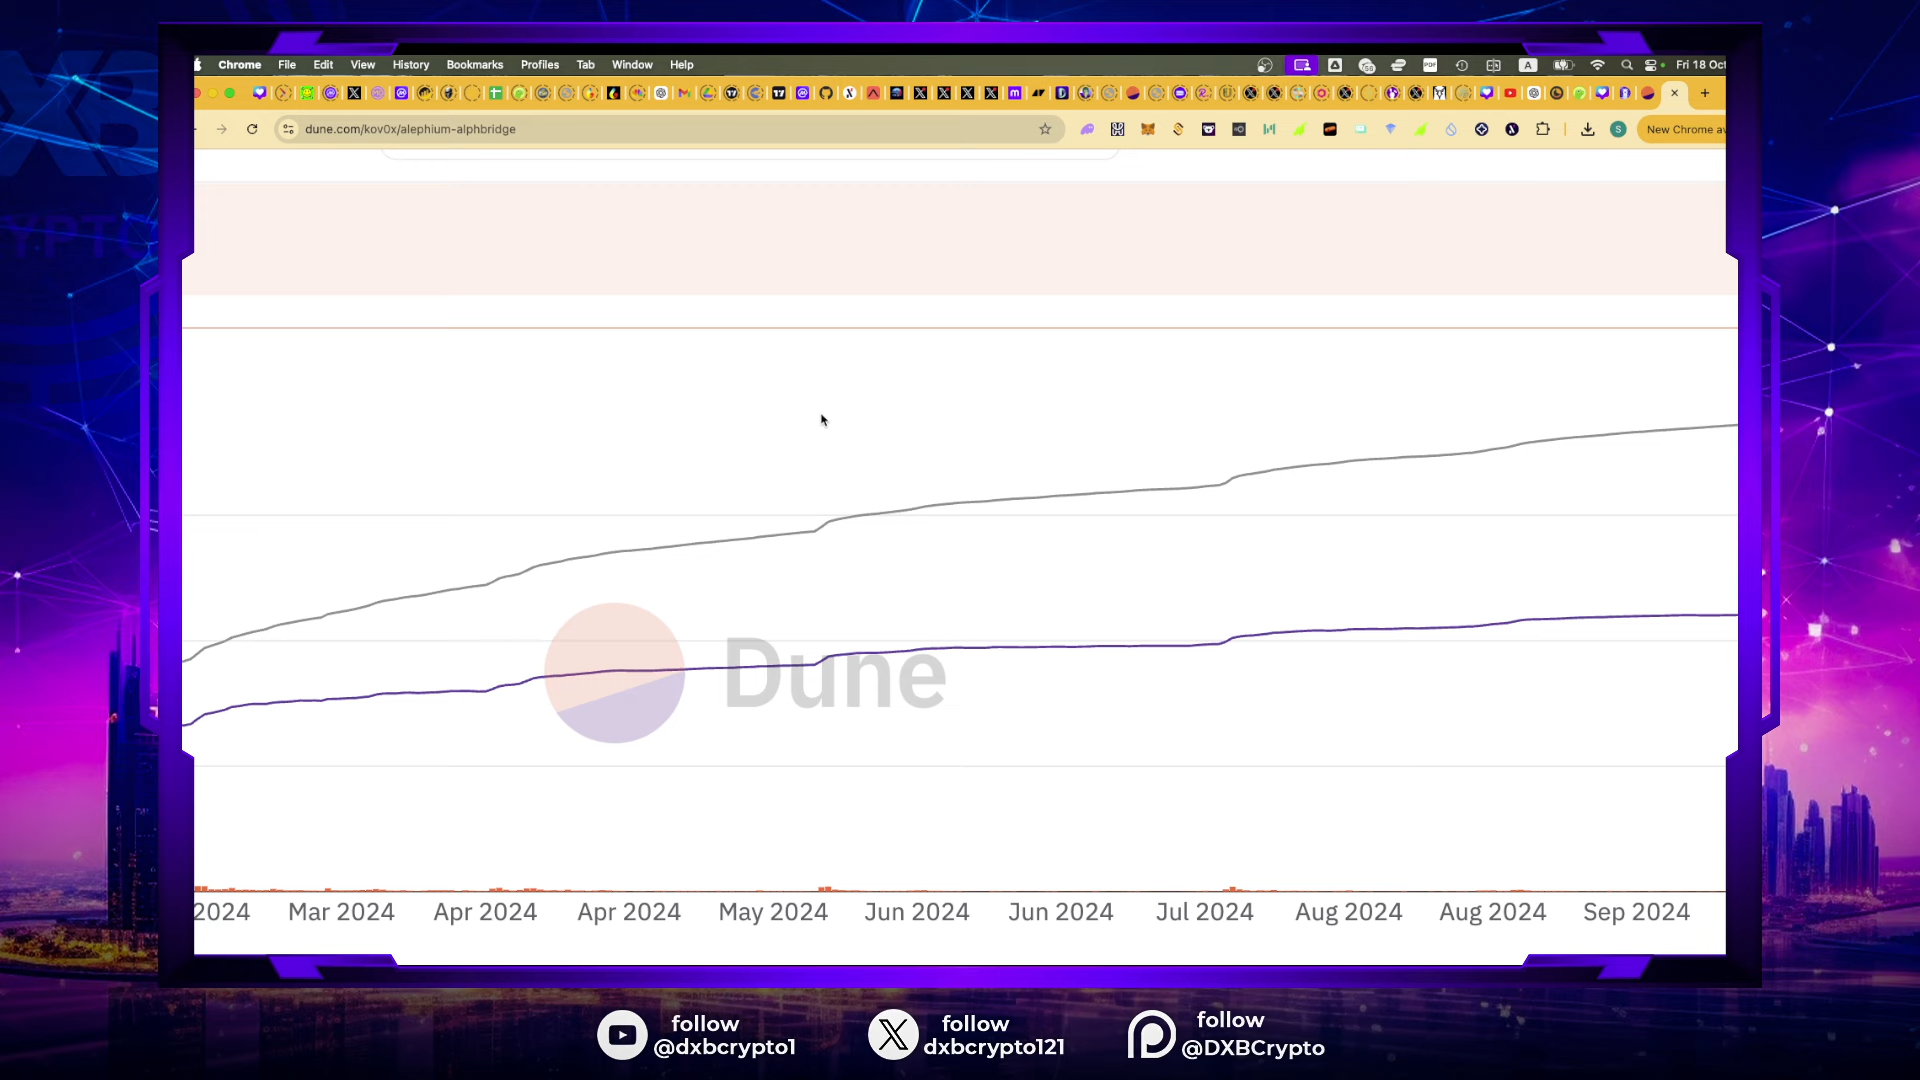 Chrome File Edit View History Bookmarks Profiles Tab Window Help
Fri 18 Oct
dune.com/kov0x/alephium-alphbridge
New Chrome av
Dune
2024 Mar 2024 Apr 2024 Apr 2024 May 2024 Jun 2024 Jun 2024 Jul 2024 Aug 2024 Aug 2024 Sep 2024
follow
@dxbcrypto1
follow
dxbcrypto121
follow
@DXBCrypto